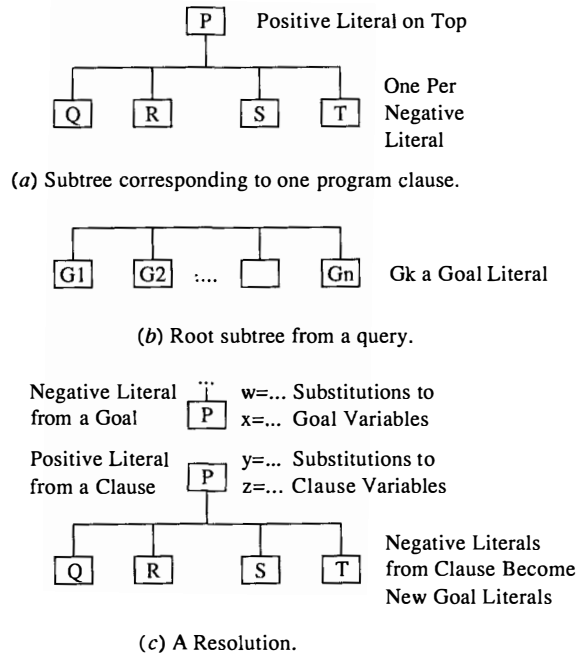 P Positive Literal on Top
One Per
Q R S T Negative
Literal
(a) Subtree corresponding to one program clause.
G1 G2 :.... Gn Gk a Goal Literal
(b) Root subtree from a query.
Negative Literal ... w=... Substitutions to
from a Goal P x=... Goal Variables
Positive Literal y=... Substitutions to
from a Clause P z=... Clause Variables
Negative Literals
Q R S T from Clause Become
New Goal Literals
(c) A Resolution.